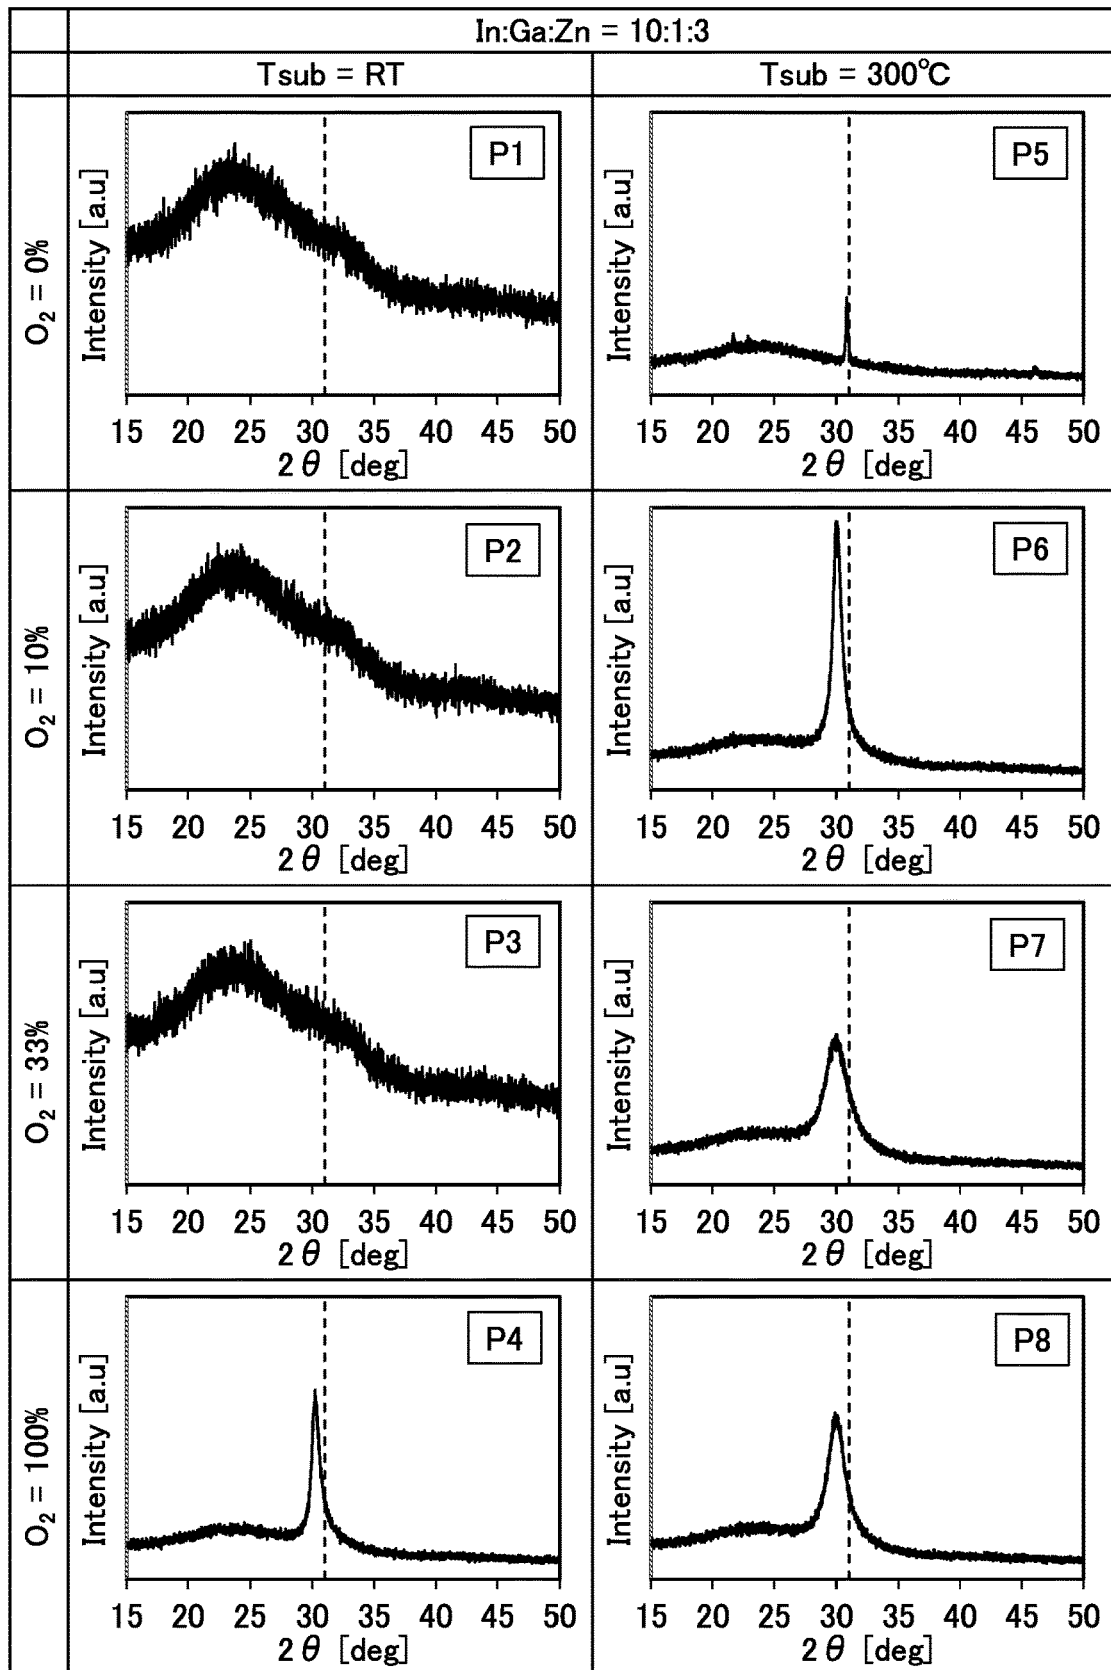 In:Ga:Zn = 10:1:3
Tsub = RT
Tsub = 300℃
O₂ = 0%
Intensity [a.u]
P1
15 20 25 30 35 40 45 50
2θ [deg]
Intensity [a.u]
P5
15 20 25 30 35 40 45 50
2θ [deg]
O₂ = 10%
Intensity [a.u]
P2
15 20 25 30 35 40 45 50
2θ [deg]
Intensity [a.u]
P6
15 20 25 30 35 40 45 50
2θ [deg]
O₂ = 33%
Intensity [a.u]
P3
15 20 25 30 35 40 45 50
2θ [deg]
Intensity [a.u]
P7
15 20 25 30 35 40 45 50
2θ [deg]
O₂ = 100%
Intensity [a.u]
P4
15 20 25 30 35 40 45 50
2θ [deg]
Intensity [a.u]
P8
15 20 25 30 35 40 45 50
2θ [deg]